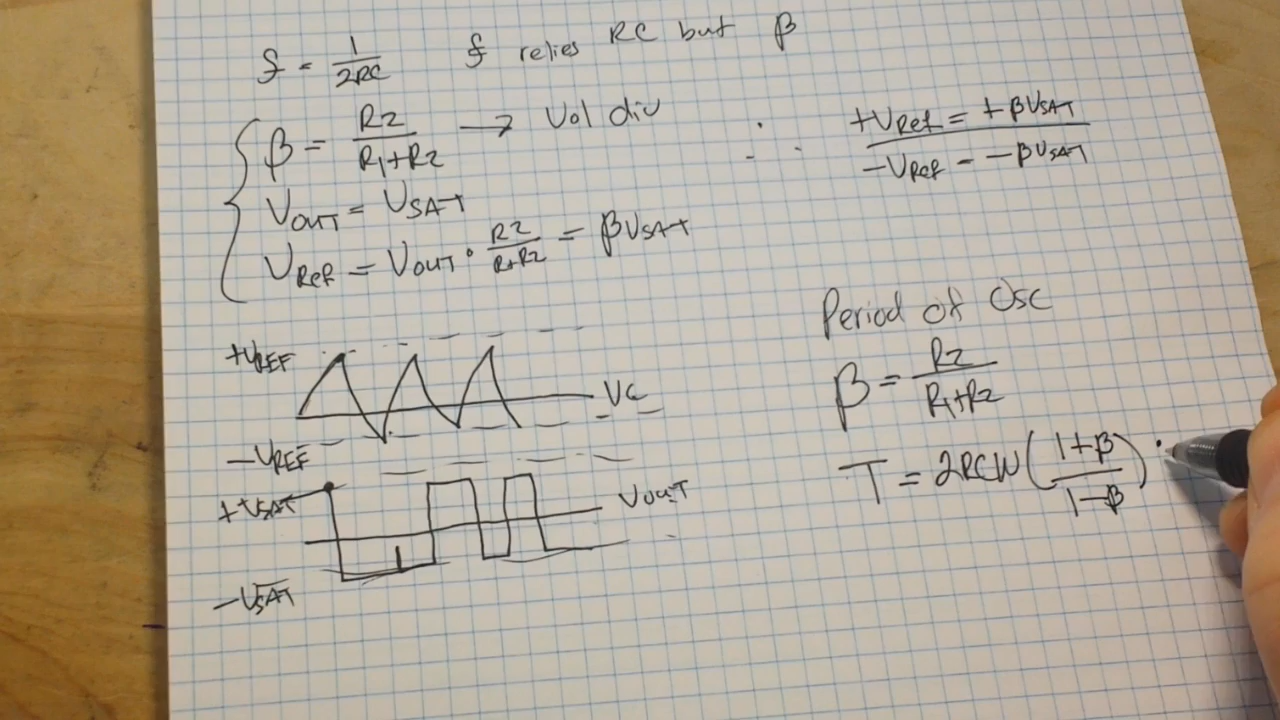 f = 1/2RC f relies RC but β
β = R2/R1+R2 → Vol div
VOUT = VSAT
VRef = VOUT · R2/R1+R2 = βVSAT
∴ +VRef = +βVSAT
-VRef - -βVSAT
+VREF
VC
-VREF
+VSAT
VOUT
-VSAT
Period of Osc
β = R2/R1+R2
T = 2RClN(1+β/1-β) ·